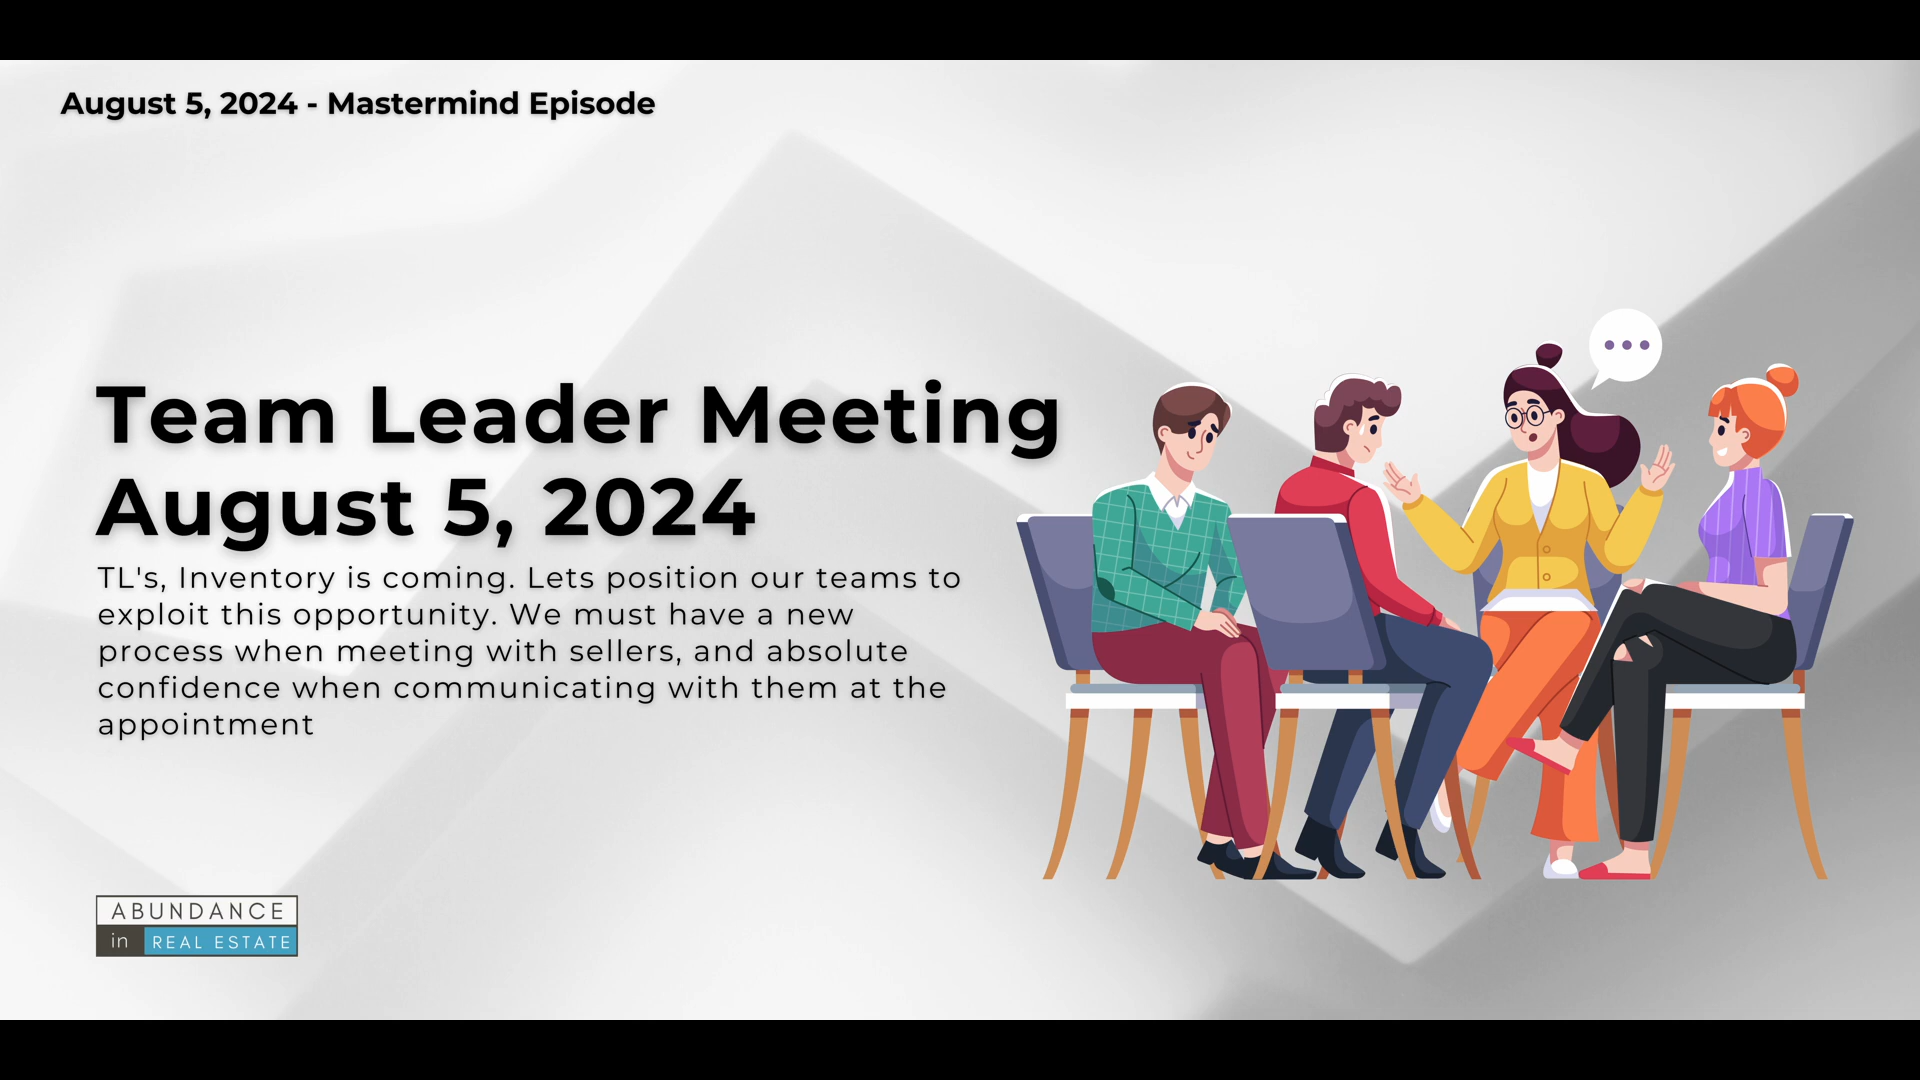 August 5, 2024 - Mastermind Episode
Team Leader Meeting
August 5, 2024
TL's, Inventory is coming. Lets position our teams to
exploit this opportunity. We must have a new
process when meeting with sellers, and absolute
confidence when communicating with them at the
appointment
ABUNDANCE
in REAL ESTATE